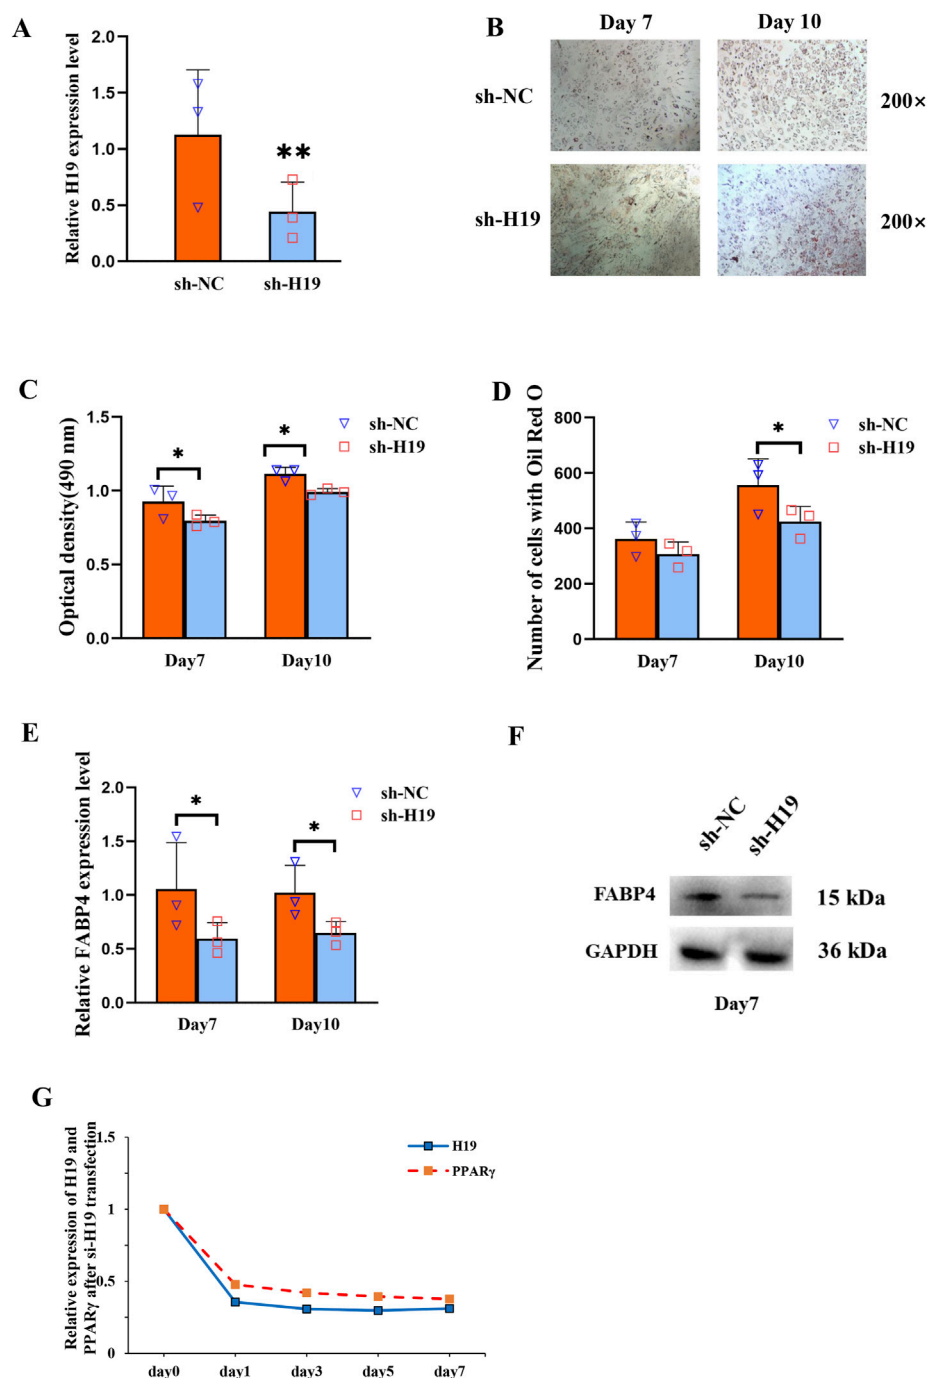 A
Relative H19 expression level
2.0
1.5
1.0
0.5
0.0
**
sh-NC
sh-H19
B
Day 7
Day 10
sh-NC
200×
sh-H19
200×
C
Optical density(490 nm)
1.5
1.0
0.5
0.0
*
*
sh-NC
sh-H19
Day7
Day10
D
Number of cells with Oil Red O
800
600
400
200
0
*
sh-NC
sh-H19
Day7
Day10
E
Relative FABP4 expression level
2.0
1.5
1.0
0.5
0.0
*
*
sh-NC
sh-H19
Day7
Day10
F
sh-NC
sh-H19
FABP4
15 kDa
GAPDH
36 kDa
Day7
G
Relative expression of H19 and
PPARγ after si-H19 transfection
1.5
1
0.5
0
H19
PPARγ
day0
day1
day3
day5
day7